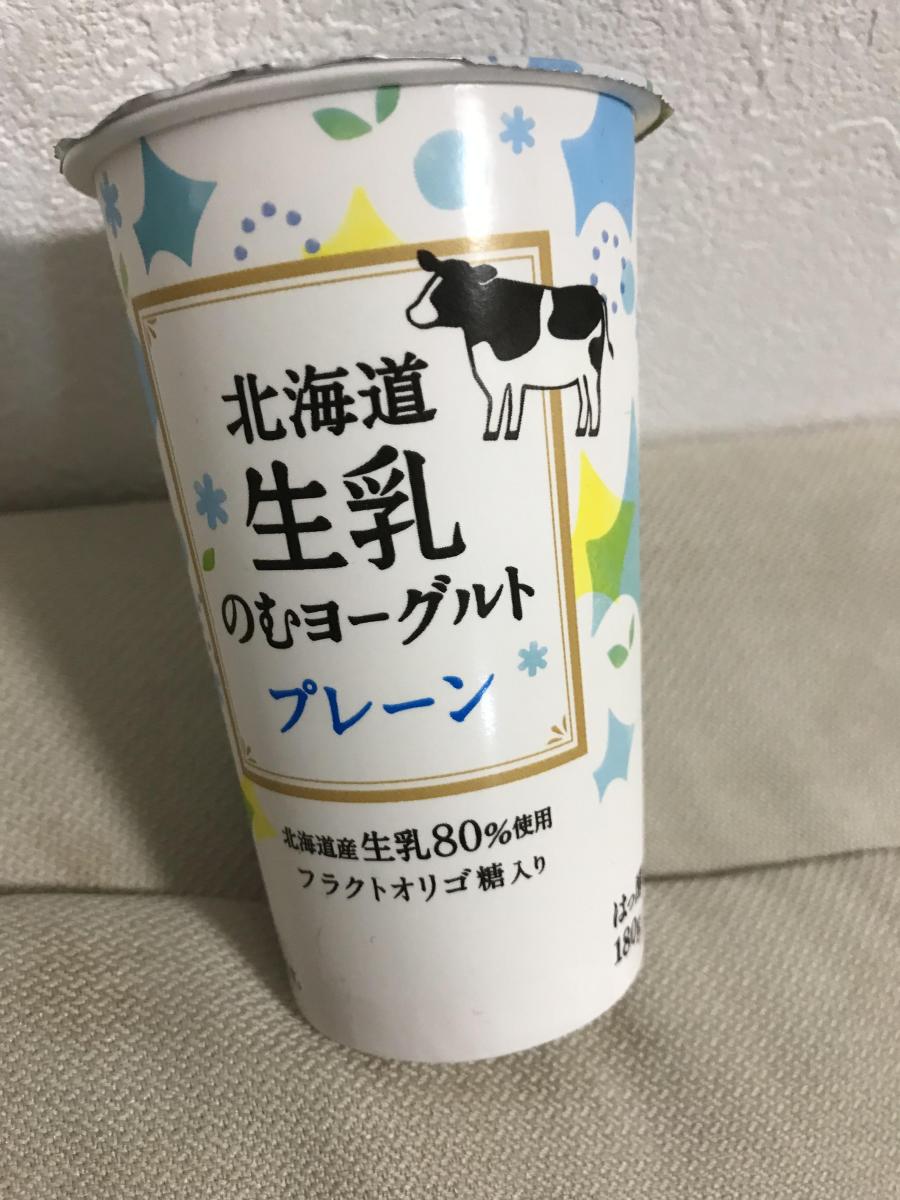 北海道
生乳
のむヨーグルト
プレーン
北海道産生乳80%使用
フラクトオリゴ糖入り
180g